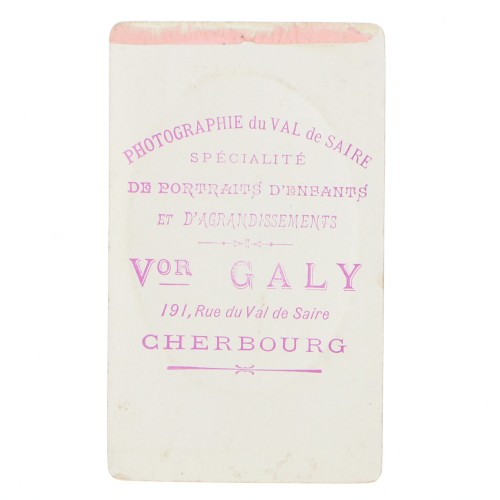 PHOTOGRAPHIE du VAL de SAIRE
SPÉCIALITÉ
DE PORTRAITS D'ENFANTS
ET D'AGRANDISSEMENTS
VOR GALY
191, Rue du Val de Saire
CHERBOURG